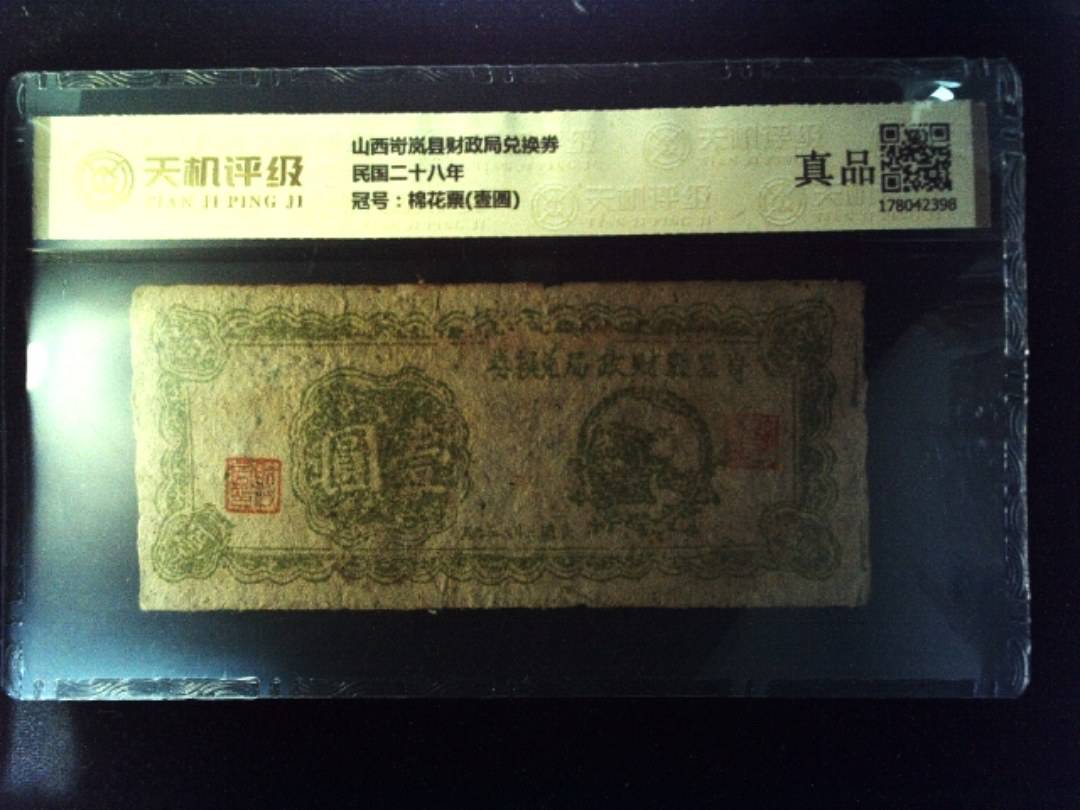 天机评级
TIAN JI PING JI
山西岢岚县财政局兑换券
民国二十八年
冠号：棉花票(壹圆)
真品
178042398
券換兌局政財縣嵐岢
圓壹